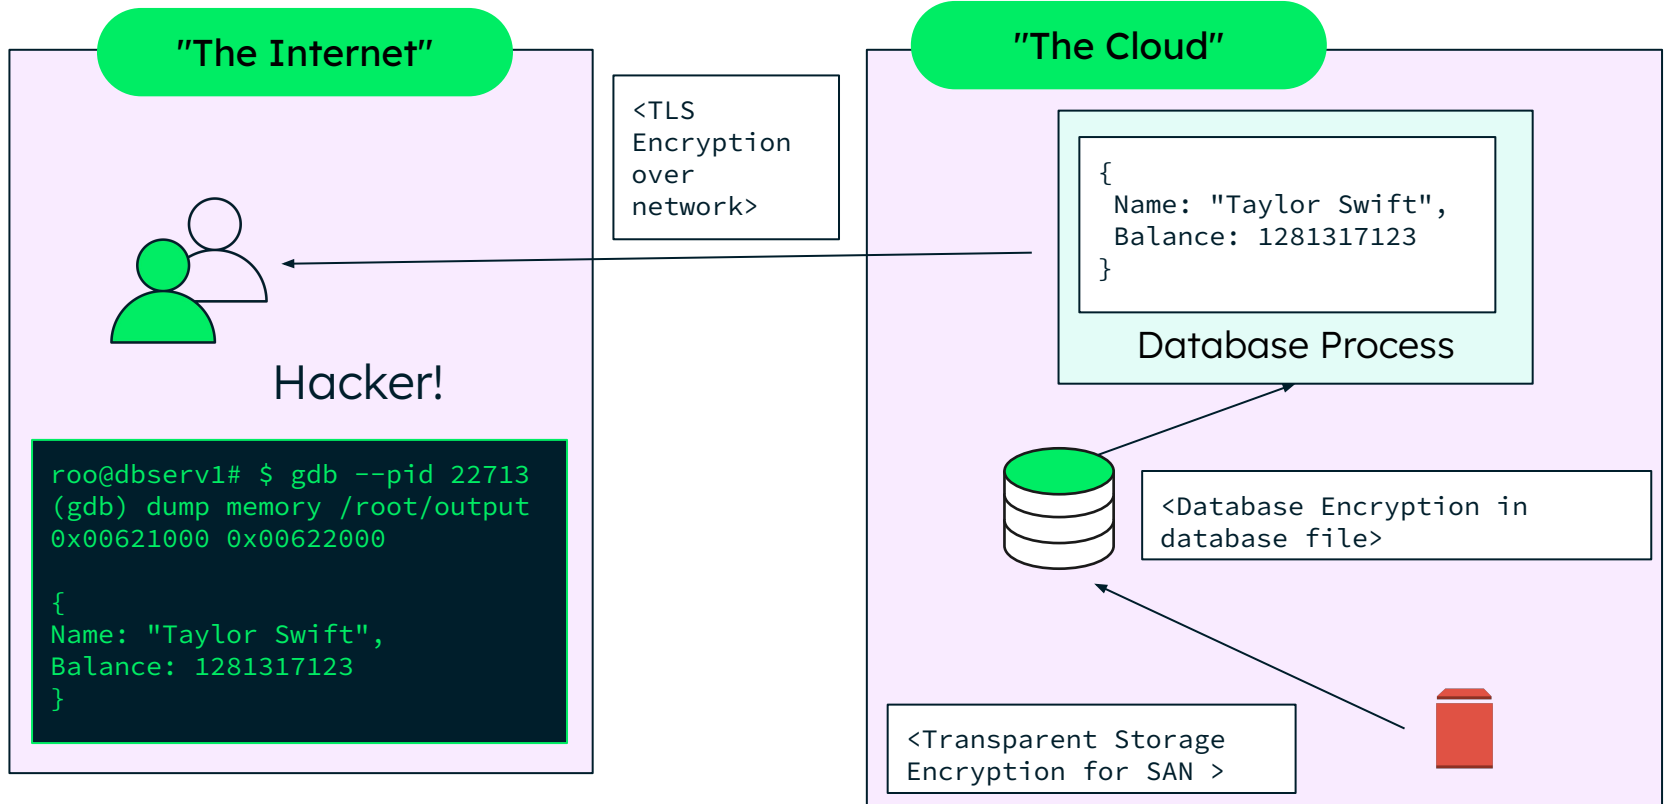 "The Internet"
<TLS
Encryption
over
network>
Hacker!
roo@dbserv1# $ gdb --pid 22713
(gdb) dump memory /root/output
0x00621000 0x00622000
{
Name: "Taylor Swift",
Balance: 1281317123
}
"The Cloud"
{
Name: "Taylor Swift",
Balance: 1281317123
}
Database Process
<Database Encryption in
database file>
<Transparent Storage
Encryption for SAN >